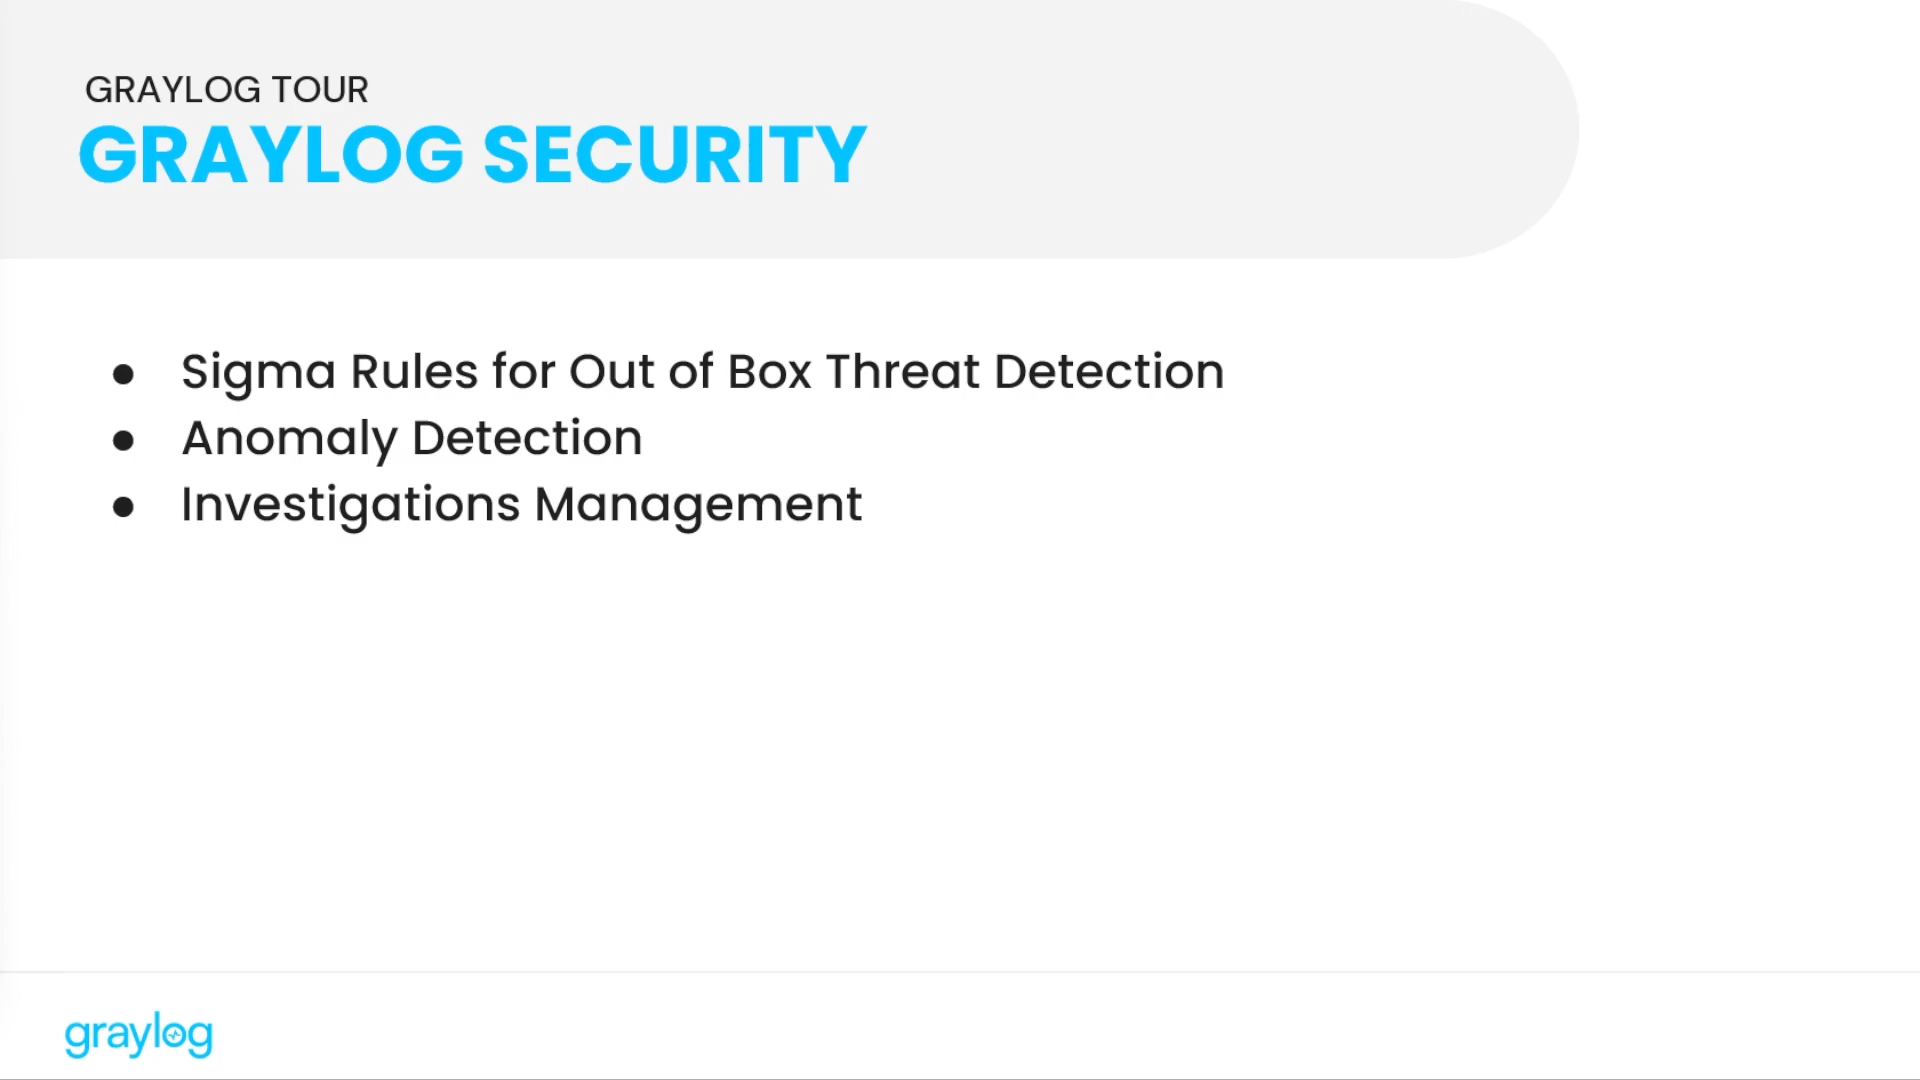 GRAYLOG TOUR
GRAYLOG SECURITY
● Sigma Rules for Out of Box Threat Detection
● Anomaly Detection
● Investigations Management
graylog